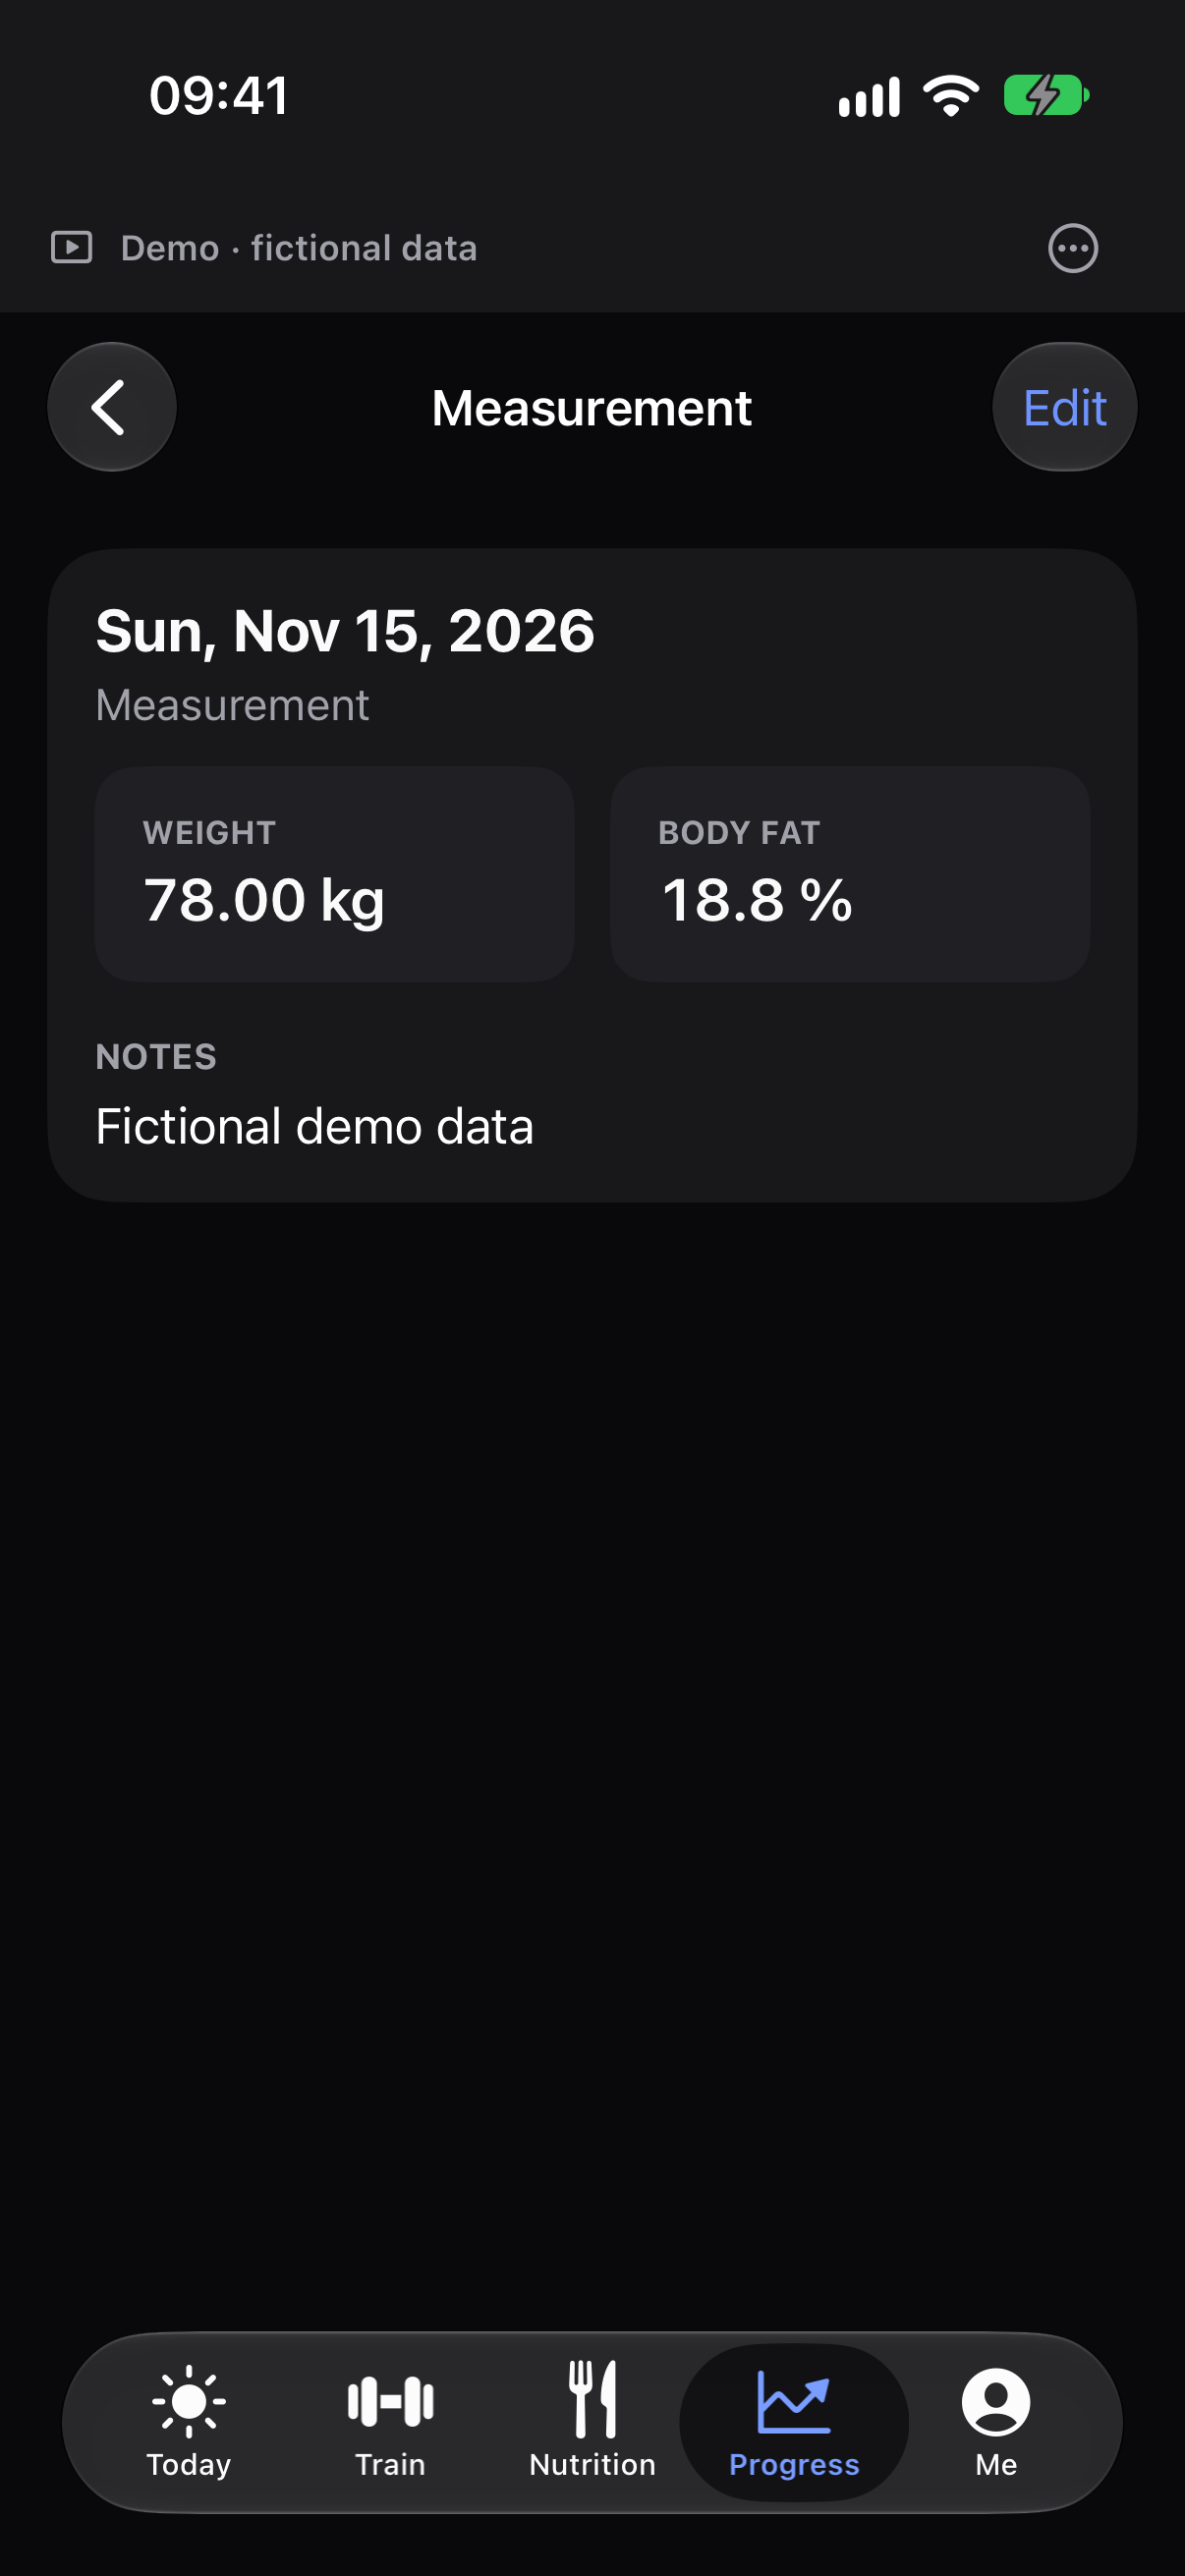 09:41
Demo · fictional data
Measurement
Edit
Sun, Nov 15, 2026
Measurement
WEIGHT
78.00 kg
BODY FAT
18.8 %
NOTES
Fictional demo data
Today
Train
Nutrition
Progress
Me